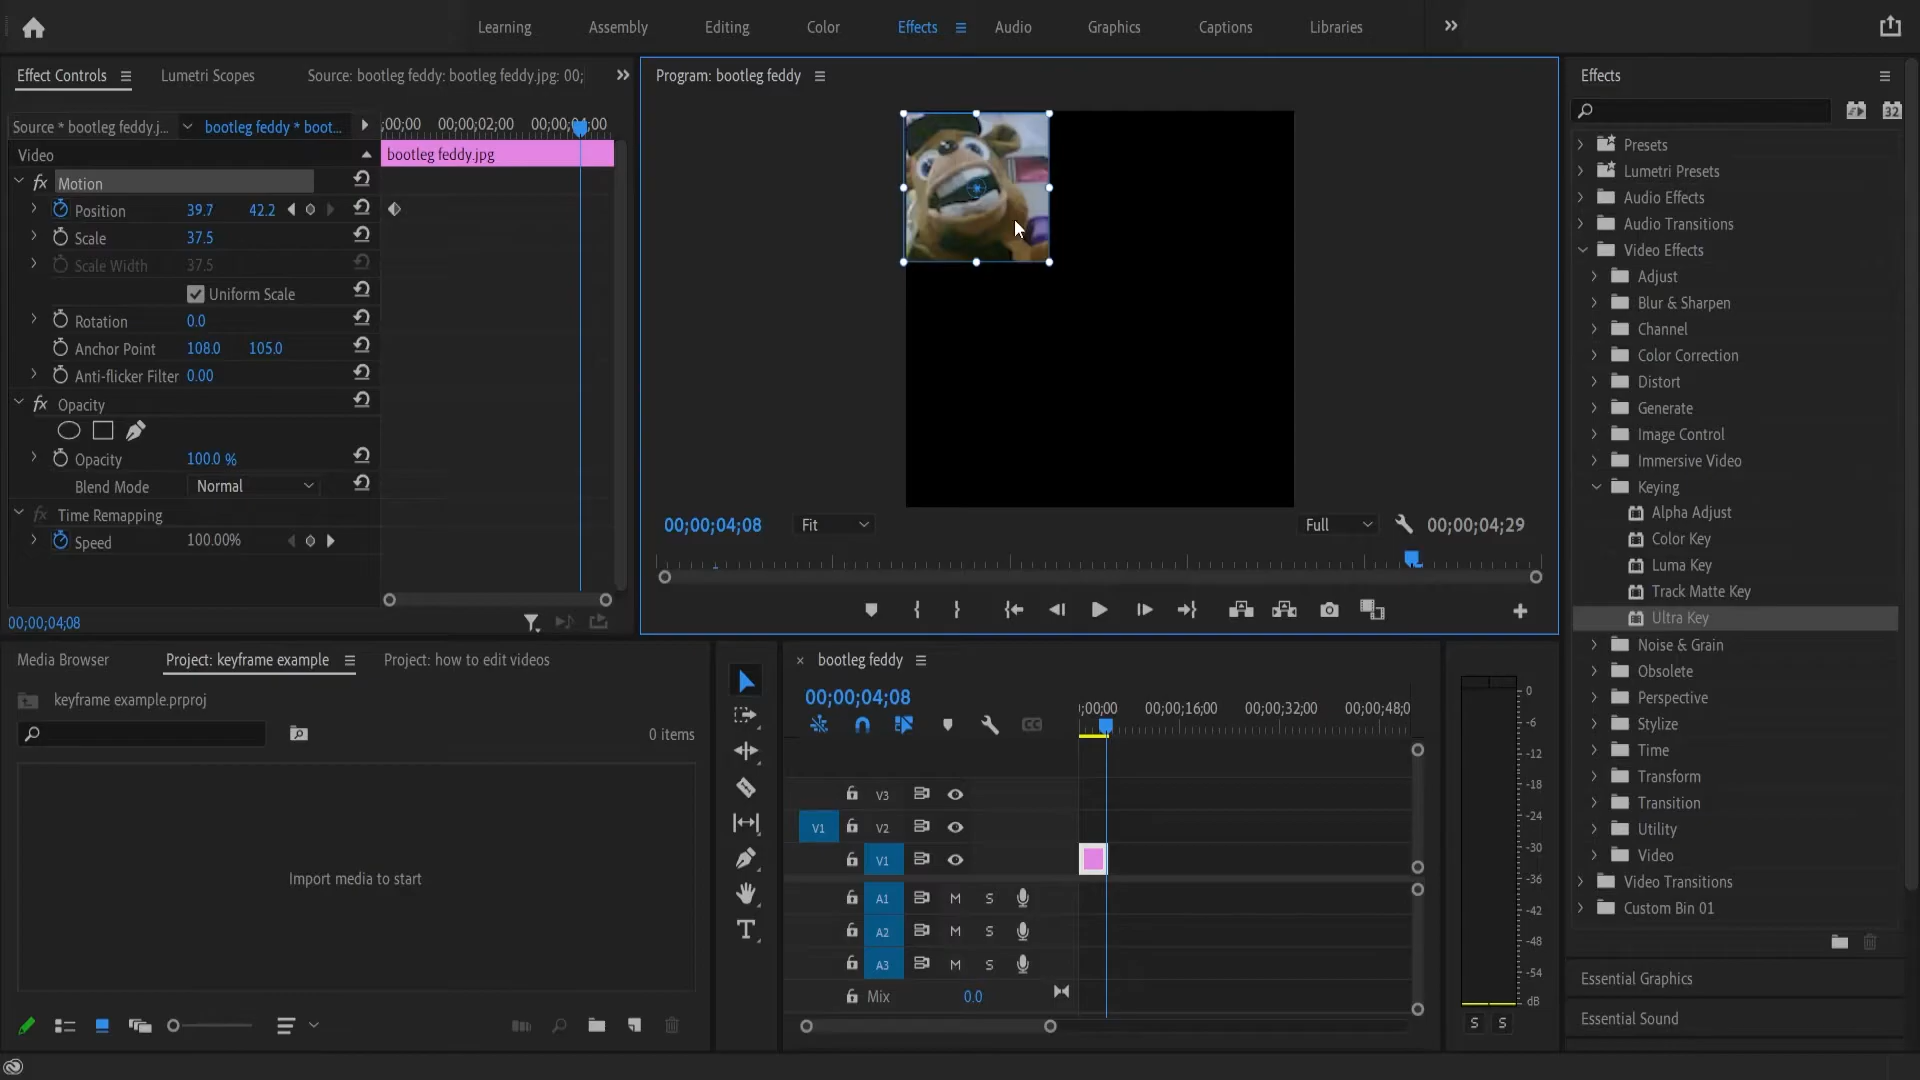 Learning
Assembly
Editing
Color
Effects
Audio
Graphics
Captions
Libraries
Effect Controls
Lumetri Scopes
Source: bootleg feddy: bootleg feddy.jpg: 00;
Source * bootleg feddy.j...
bootleg feddy * boot...
;00;00
00;00;02;00
00;00;04;00
Video
bootleg feddy.jpg
fx Motion
Position 39.7 42.2
Scale 37.5
Scale Width 37.5
Uniform Scale
Rotation 0.0
Anchor Point 108.0 105.0
Anti-flicker Filter 0.00
fx Opacity
Opacity 100.0 %
Blend Mode Normal
fx Time Remapping
Speed 100.00%
00;00;04;08
Program: bootleg feddy
00;00;04;08
Fit
Full
00;00;04;29
Effects
32
Presets
Lumetri Presets
Audio Effects
Audio Transitions
Video Effects
Adjust
Blur & Sharpen
Channel
Color Correction
Distort
Generate
Image Control
Immersive Video
Keying
Alpha Adjust
Color Key
Luma Key
Track Matte Key
Ultra Key
Noise & Grain
Obsolete
Perspective
Stylize
Time
Transform
Transition
Utility
Video
Video Transitions
Custom Bin 01
Essential Graphics
Essential Sound
Media Browser
Project: keyframe example
Project: how to edit videos
keyframe example.prproj
0 items
Import media to start
T
× bootleg feddy
00;00;04;08
CC
;00;00
00;00;16;00
00;00;32;00
00;00;48;0
V3
V1 V2
V1
A1 M S
A2 M S
A3 M S
Mix 0.0
0
-6
-12
-18
-24
-30
-36
-42
-48
-54
dB
S S